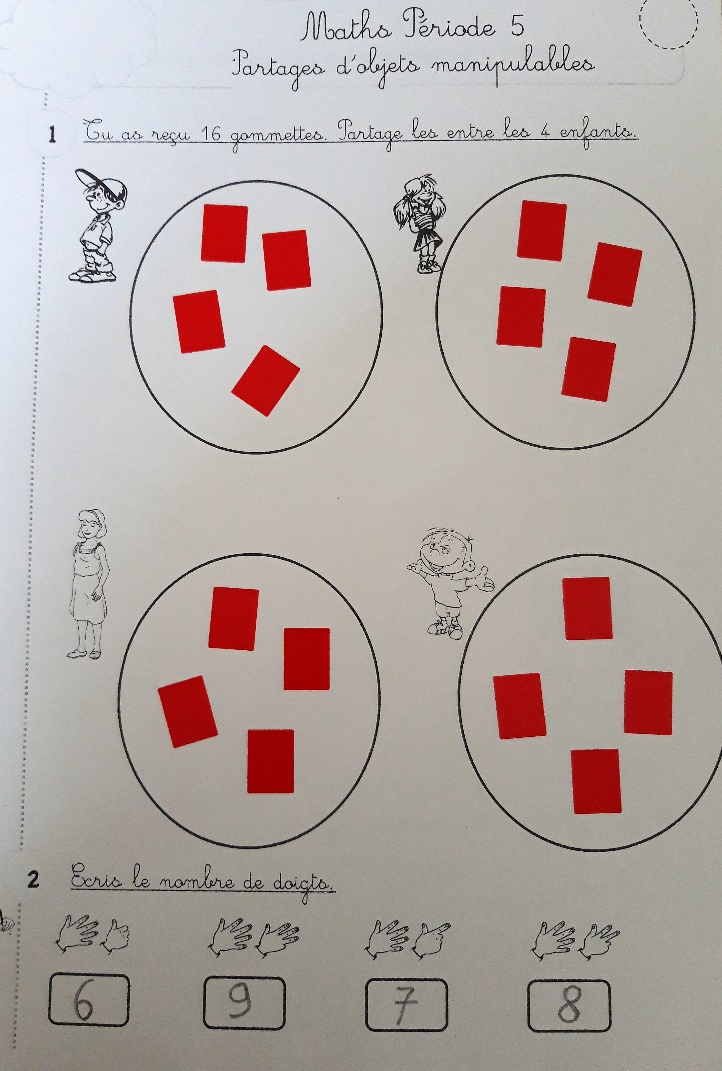 Maths Période 5
Partages d'objets manipulables
1 Tu as reçu 16 gommettes. Partage les entre les 4 enfants.
2 Ecris le nombre de doigts.
6 9 7 8